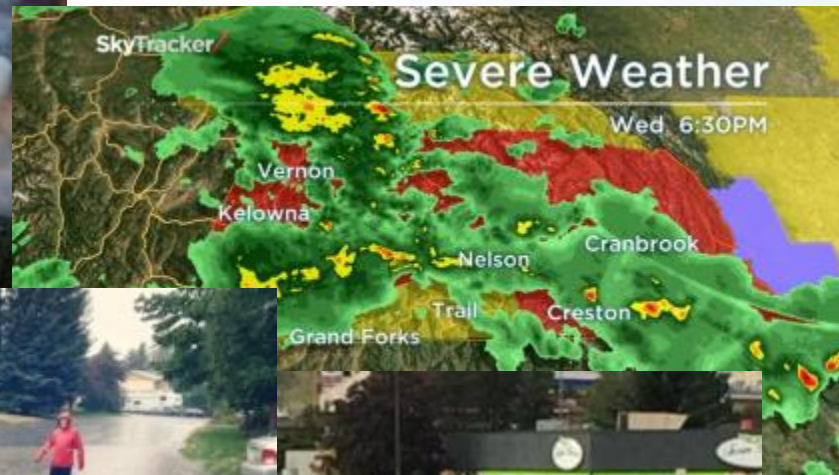 SkyTracker
Severe Weather
Wed 6:30PM
Vernon
Kelowna
Nelson
Cranbrook
Trail
Creston
Grand Forks